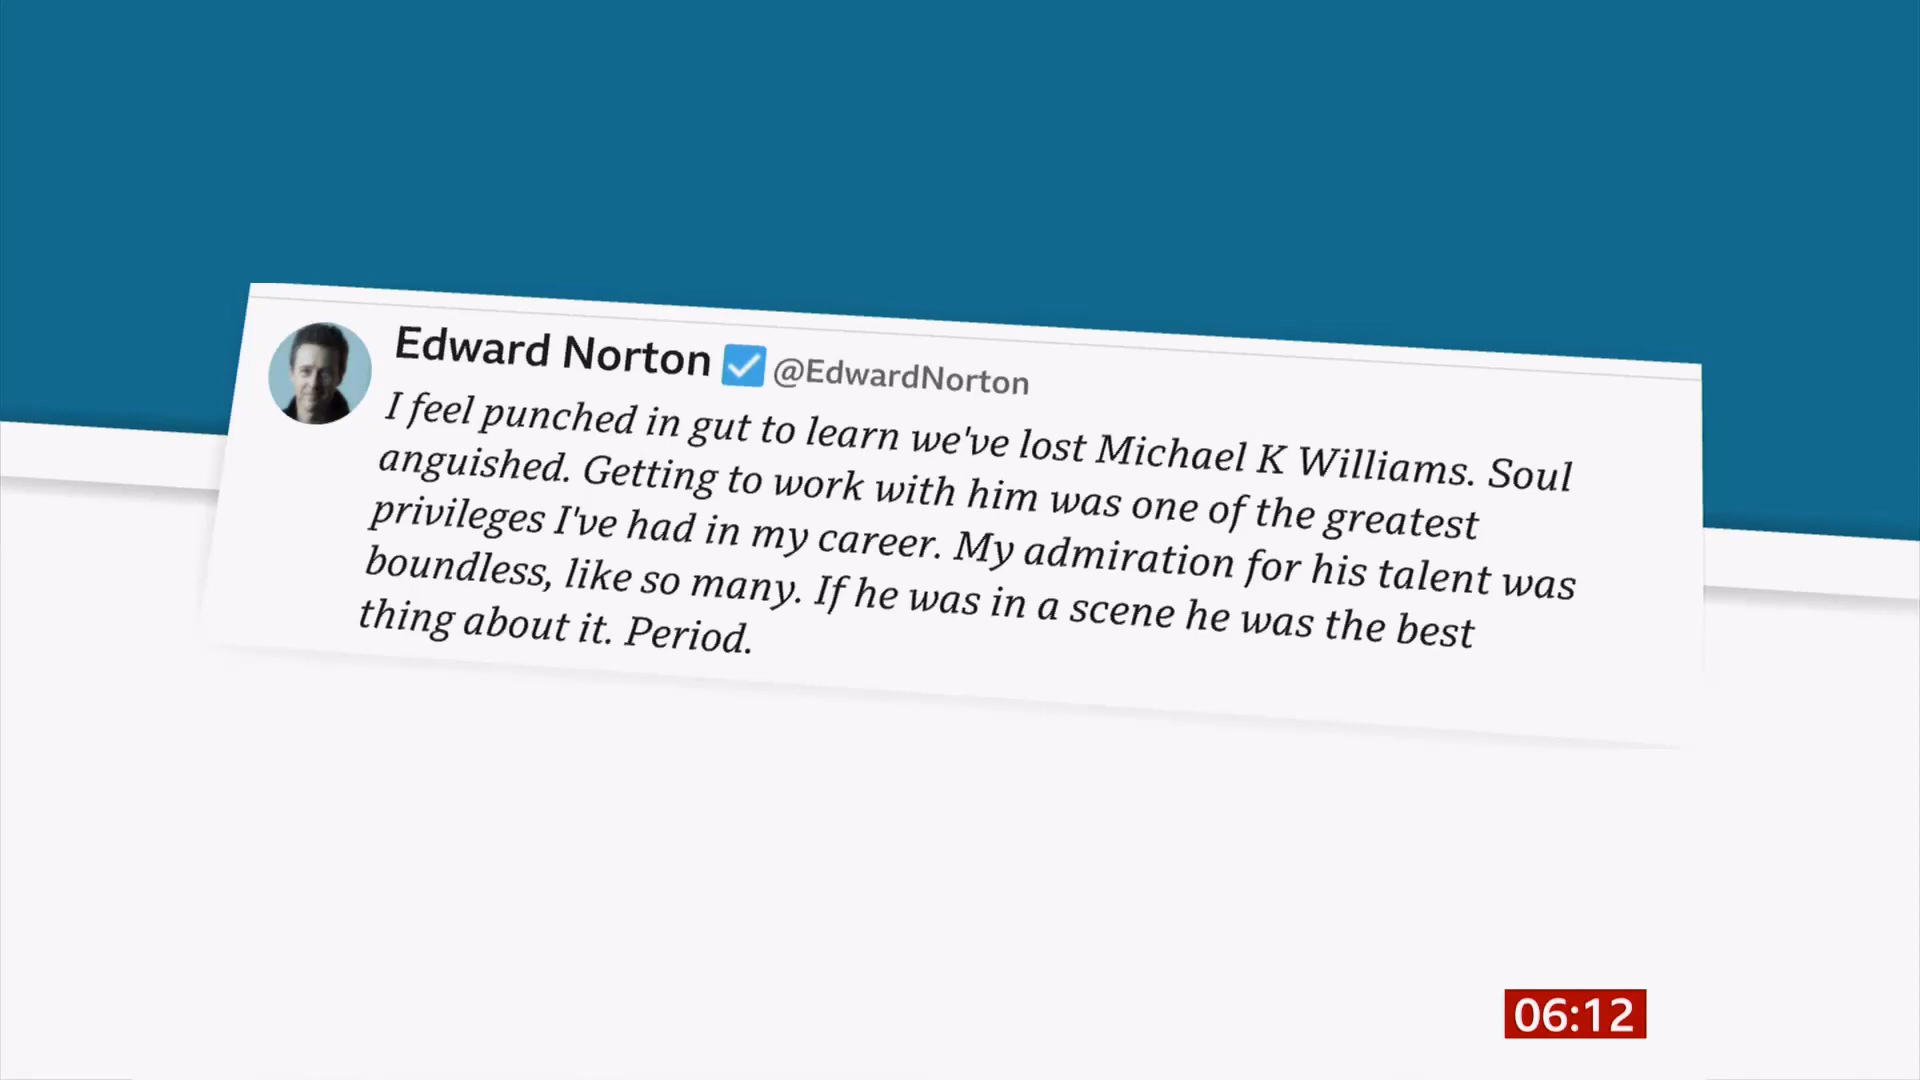 Edward Norton @EdwardNorton
I feel punched in gut to learn we've lost Michael K Williams. Soul
anguished. Getting to work with him was one of the greatest
privileges I've had in my career. My admiration for his talent was
boundless, like so many. If he was in a scene he was the best
thing about it. Period.
06:12